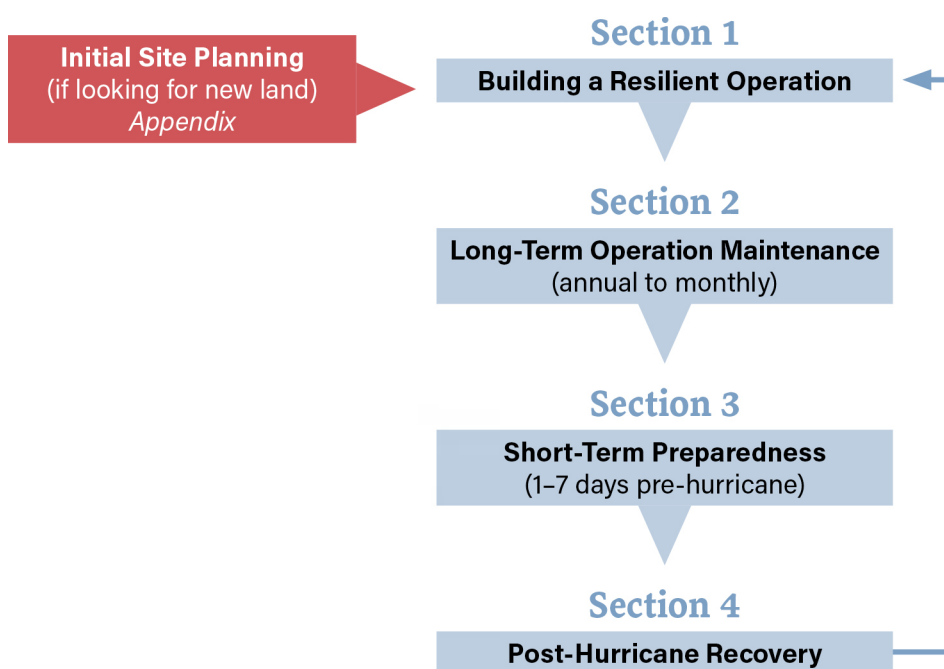 Initial Site Planning
(if looking for new land)
Appendix
Section 1
Building a Resilient Operation
Section 2
Long-Term Operation Maintenance
(annual to monthly)
Section 3
Short-Term Preparedness
(1–7 days pre-hurricane)
Section 4
Post-Hurricane Recovery